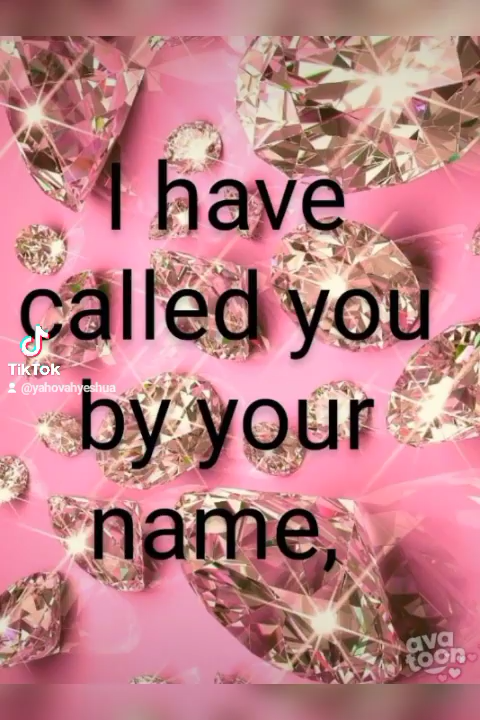 I have
called you
by your
name,
TikTok
@yahovahyeshua
ava
toon